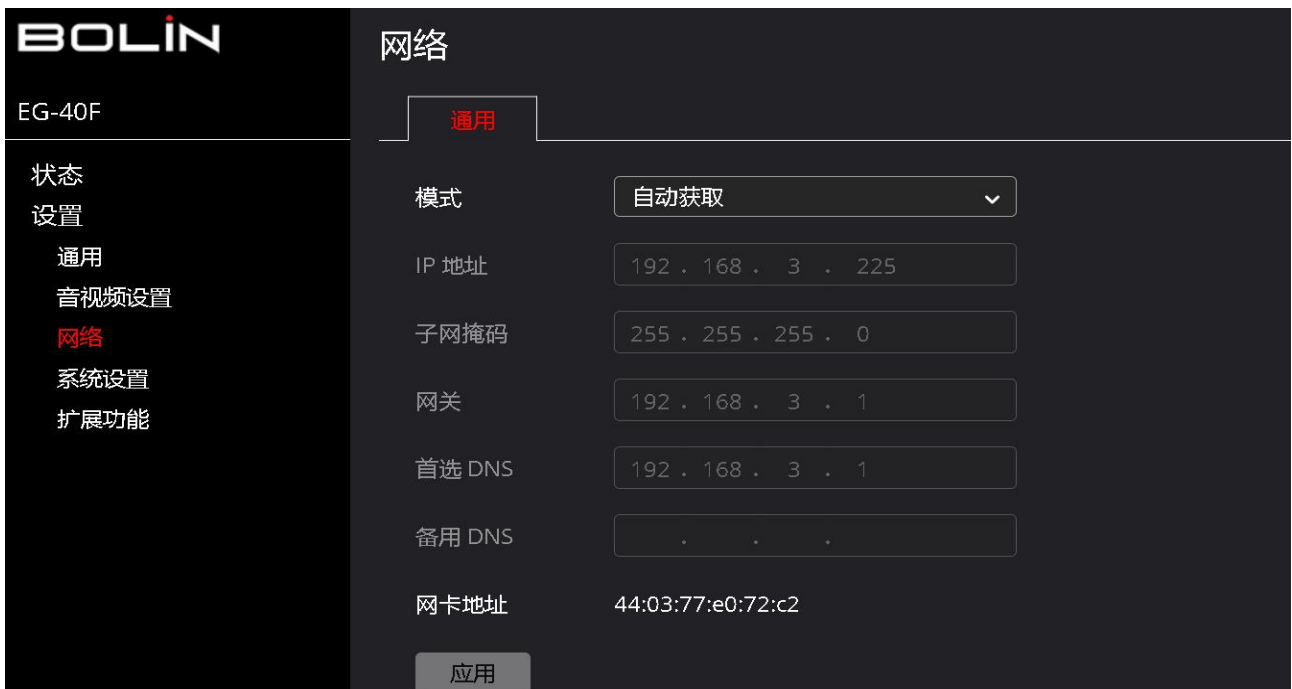 BOLIN
EG-40F
状态
设置
通用
音视频设置
网络
系统设置
扩展功能
网络
通用
模式 自动获取
IP 地址 192 . 168 . 3 . 225
子网掩码 255 . 255 . 255 . 0
网关 192 . 168 . 3 . 1
首选 DNS 192 . 168 . 3 . 1
备用 DNS . . .
网卡地址 44:03:77:e0:72:c2
应用